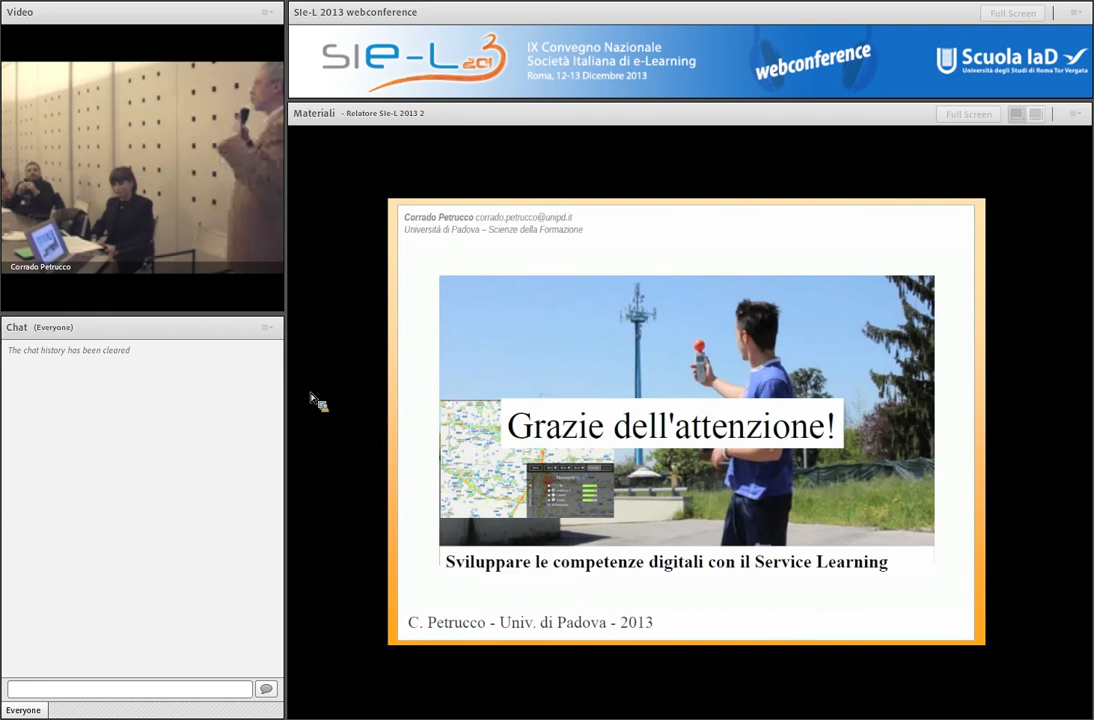 Video
Corrado Petrucco
Chat (Everyone)
The chat history has been cleared
Everyone
SIe-L 2013 webconference
Full Screen
SIe-L 2013
IX Convegno Nazionale
Società Italiana di e-Learning
Roma, 12-13 Dicembre 2013
webconference
Scuola IaD
Università degli Studi di Roma Tor Vergata
Materiali - Relatore SIe-L 2013 2
Full Screen
Corrado Petrucco corrado.petrucco@unipd.it
Università di Padova – Scienze della Formazione
Grazie dell'attenzione!
Sviluppare le competenze digitali con il Service Learning
C. Petrucco - Univ. di Padova - 2013